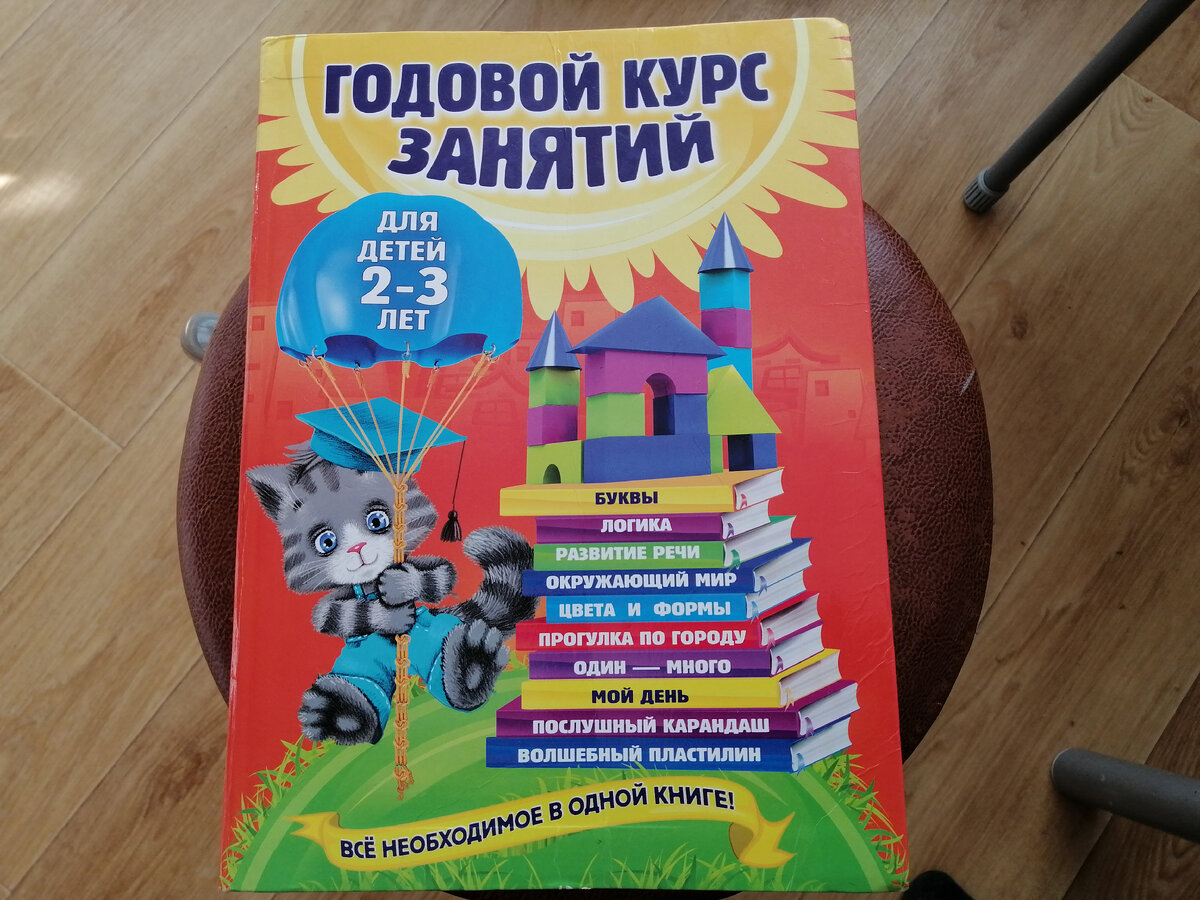 ГОДОВОЙ КУРС
ЗАНЯТИЙ
ДЛЯ
ДЕТЕЙ
2-3
ЛЕТ
БУКВЫ
ЛОГИКА
РАЗВИТИЕ РЕЧИ
ОКРУЖАЮЩИЙ МИР
ЦВЕТА И ФОРМЫ
ПРОГУЛКА ПО ГОРОДУ
ОДИН — МНОГО
МОЙ ДЕНЬ
ПОСЛУШНЫЙ КАРАНДАШ
ВОЛШЕБНЫЙ ПЛАСТИЛИН
ВСЁ НЕОБХОДИМОЕ В ОДНОЙ КНИГЕ!